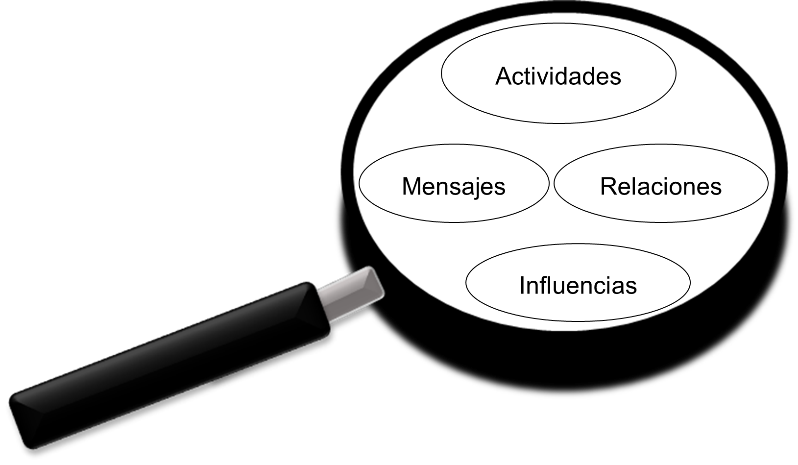 Actividades
Mensajes
Relaciones
Influencias